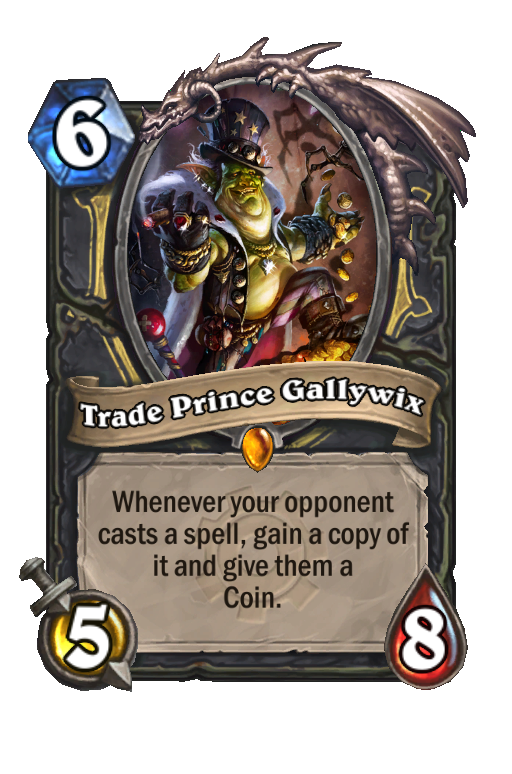 6
Trade Prince Gallywix
Whenever your opponent
casts a spell, gain a copy of
it and give them a
Coin.
5
8